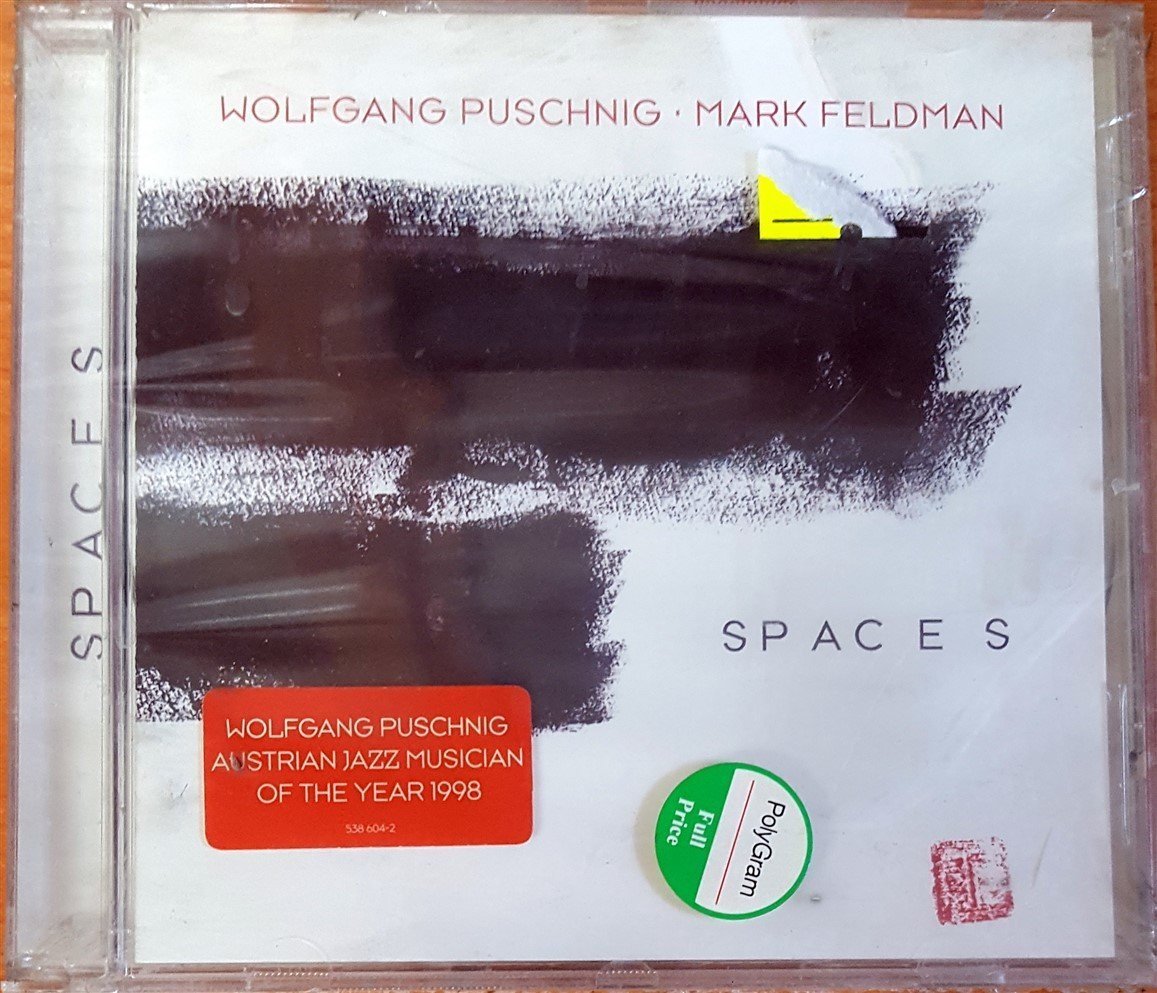 WOLFGANG PUSCHNIG · MARK FELDMAN
SPACES
SPACES
WOLFGANG PUSCHNIG
AUSTRIAN JAZZ MUSICIAN
OF THE YEAR 1998
538 604-2
PolyGram
Full
Price